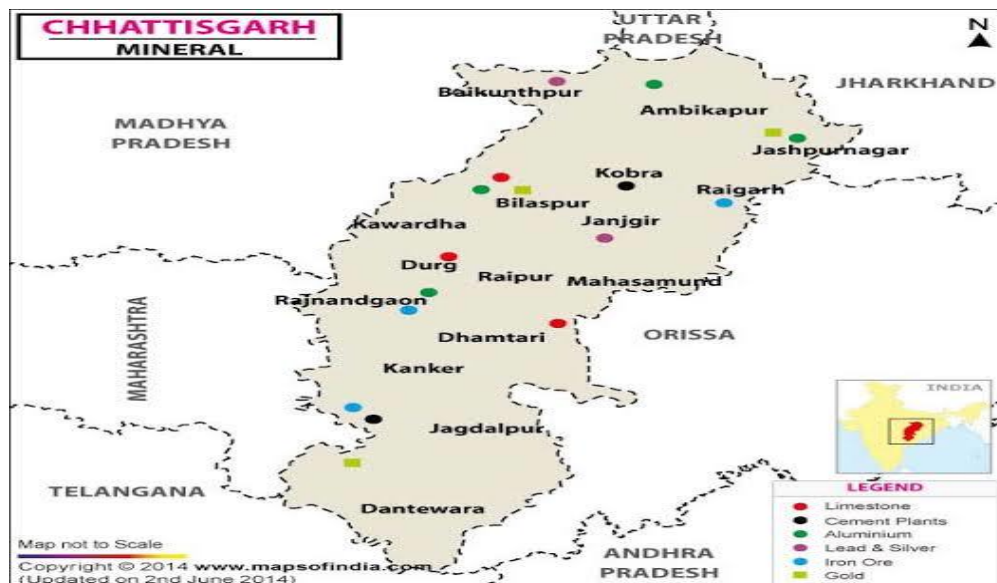 CHHATTISGARH
MINERAL
UTTAR
PRADESH
N
JHARKHAND
MADHYA
PRADESH
Baikunthpur
Ambikapur
Jashpurnagar
Kobra
Raigarh
Bilaspur
Janjgir
Kawardha
Durg
Raipur
Mahasamund
Rajnandgaon
MAHARASHTRA
Dhamtari
ORISSA
Kanker
INDIA
Jagdalpur
TELANGANA
Dantewara
LEGEND
Limestone
Cement Plants
Aluminium
Lead & Silver
Iron Ore
Gold
Map not to Scale
Copyright © 2014 www.mapsofindia.com
(Updated on 2nd June 2014)
ANDHRA
PRADESH